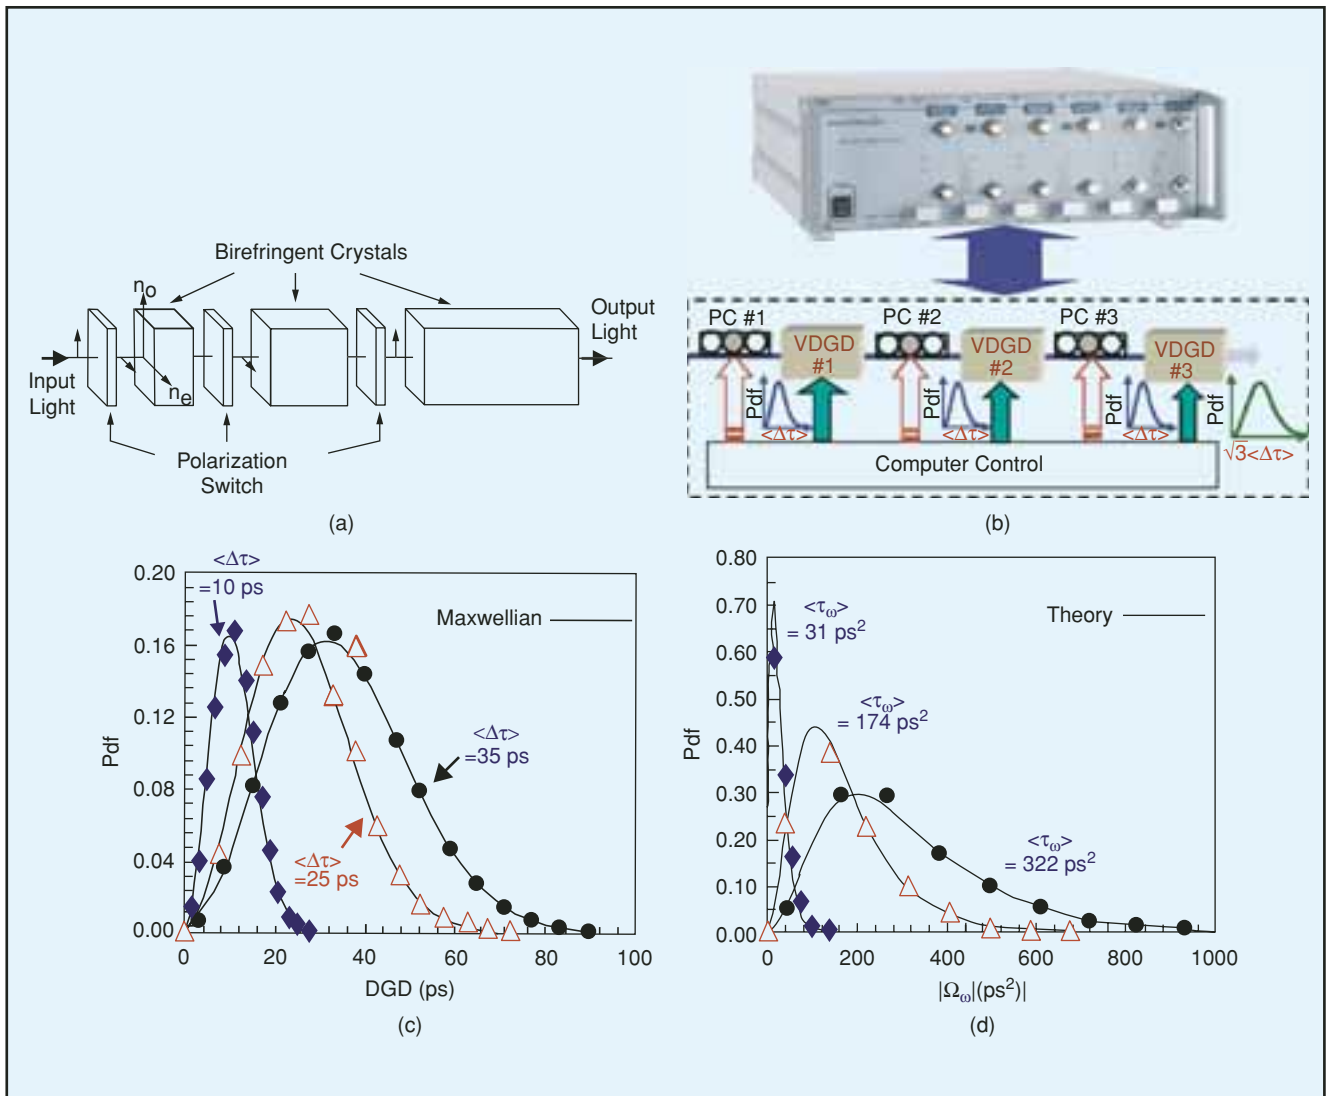 Birefringent Crystals
n_o
Output
Light
Input
Light
n_e
Polarization
Switch
(a)
PC #1
PC #2
PC #3
VDGD
#1
VDGD
#2
VDGD
#3
Pdf
Pdf
Pdf
Pdf
<Δτ>
<Δτ>
<Δτ>
√3<Δτ>
Computer Control
(b)
<Δτ>
=10 ps
0.20
0.16
0.12
0.08
0.04
0.00
Pdf
Maxwellian
<Δτ>
=35 ps
<Δτ>
=25 ps
0 20 40 60 80 100
DGD (ps)
(c)
0.80
0.70
0.60
0.50
0.40
0.30
0.20
0.10
0.00
Pdf
<τ_ω>
= 31 ps²
Theory
<τ_ω>
= 174 ps²
<τ_ω>
= 322 ps²
0 200 400 600 800 1000
|Ω_ω|(ps²)|
(d)